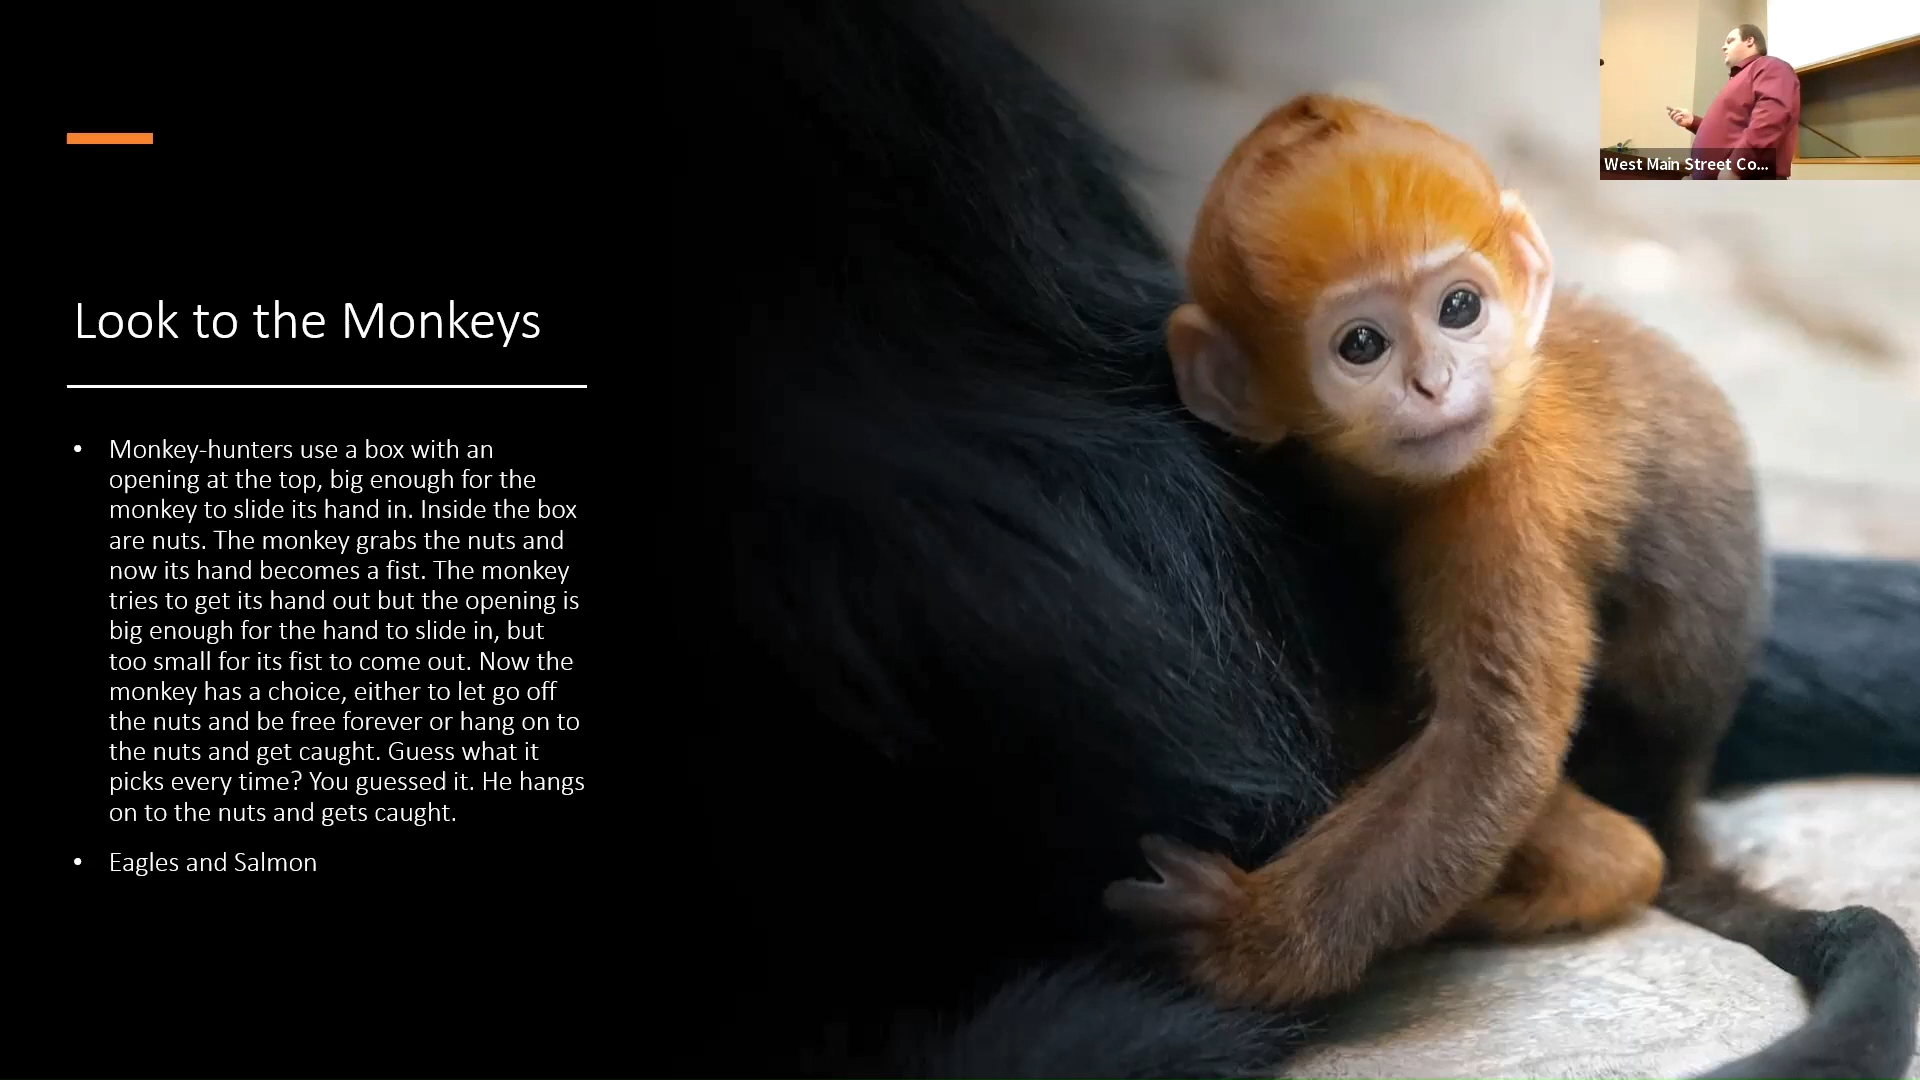 West Main Street Co...
Look to the Monkeys
• Monkey-hunters use a box with an
opening at the top, big enough for the
monkey to slide its hand in. Inside the box
are nuts. The monkey grabs the nuts and
now its hand becomes a fist. The monkey
tries to get its hand out but the opening is
big enough for the hand to slide in, but
too small for its fist to come out. Now the
monkey has a choice, either to let go off
the nuts and be free forever or hang on to
the nuts and get caught. Guess what it
picks every time? You guessed it. He hangs
on to the nuts and gets caught.
• Eagles and Salmon